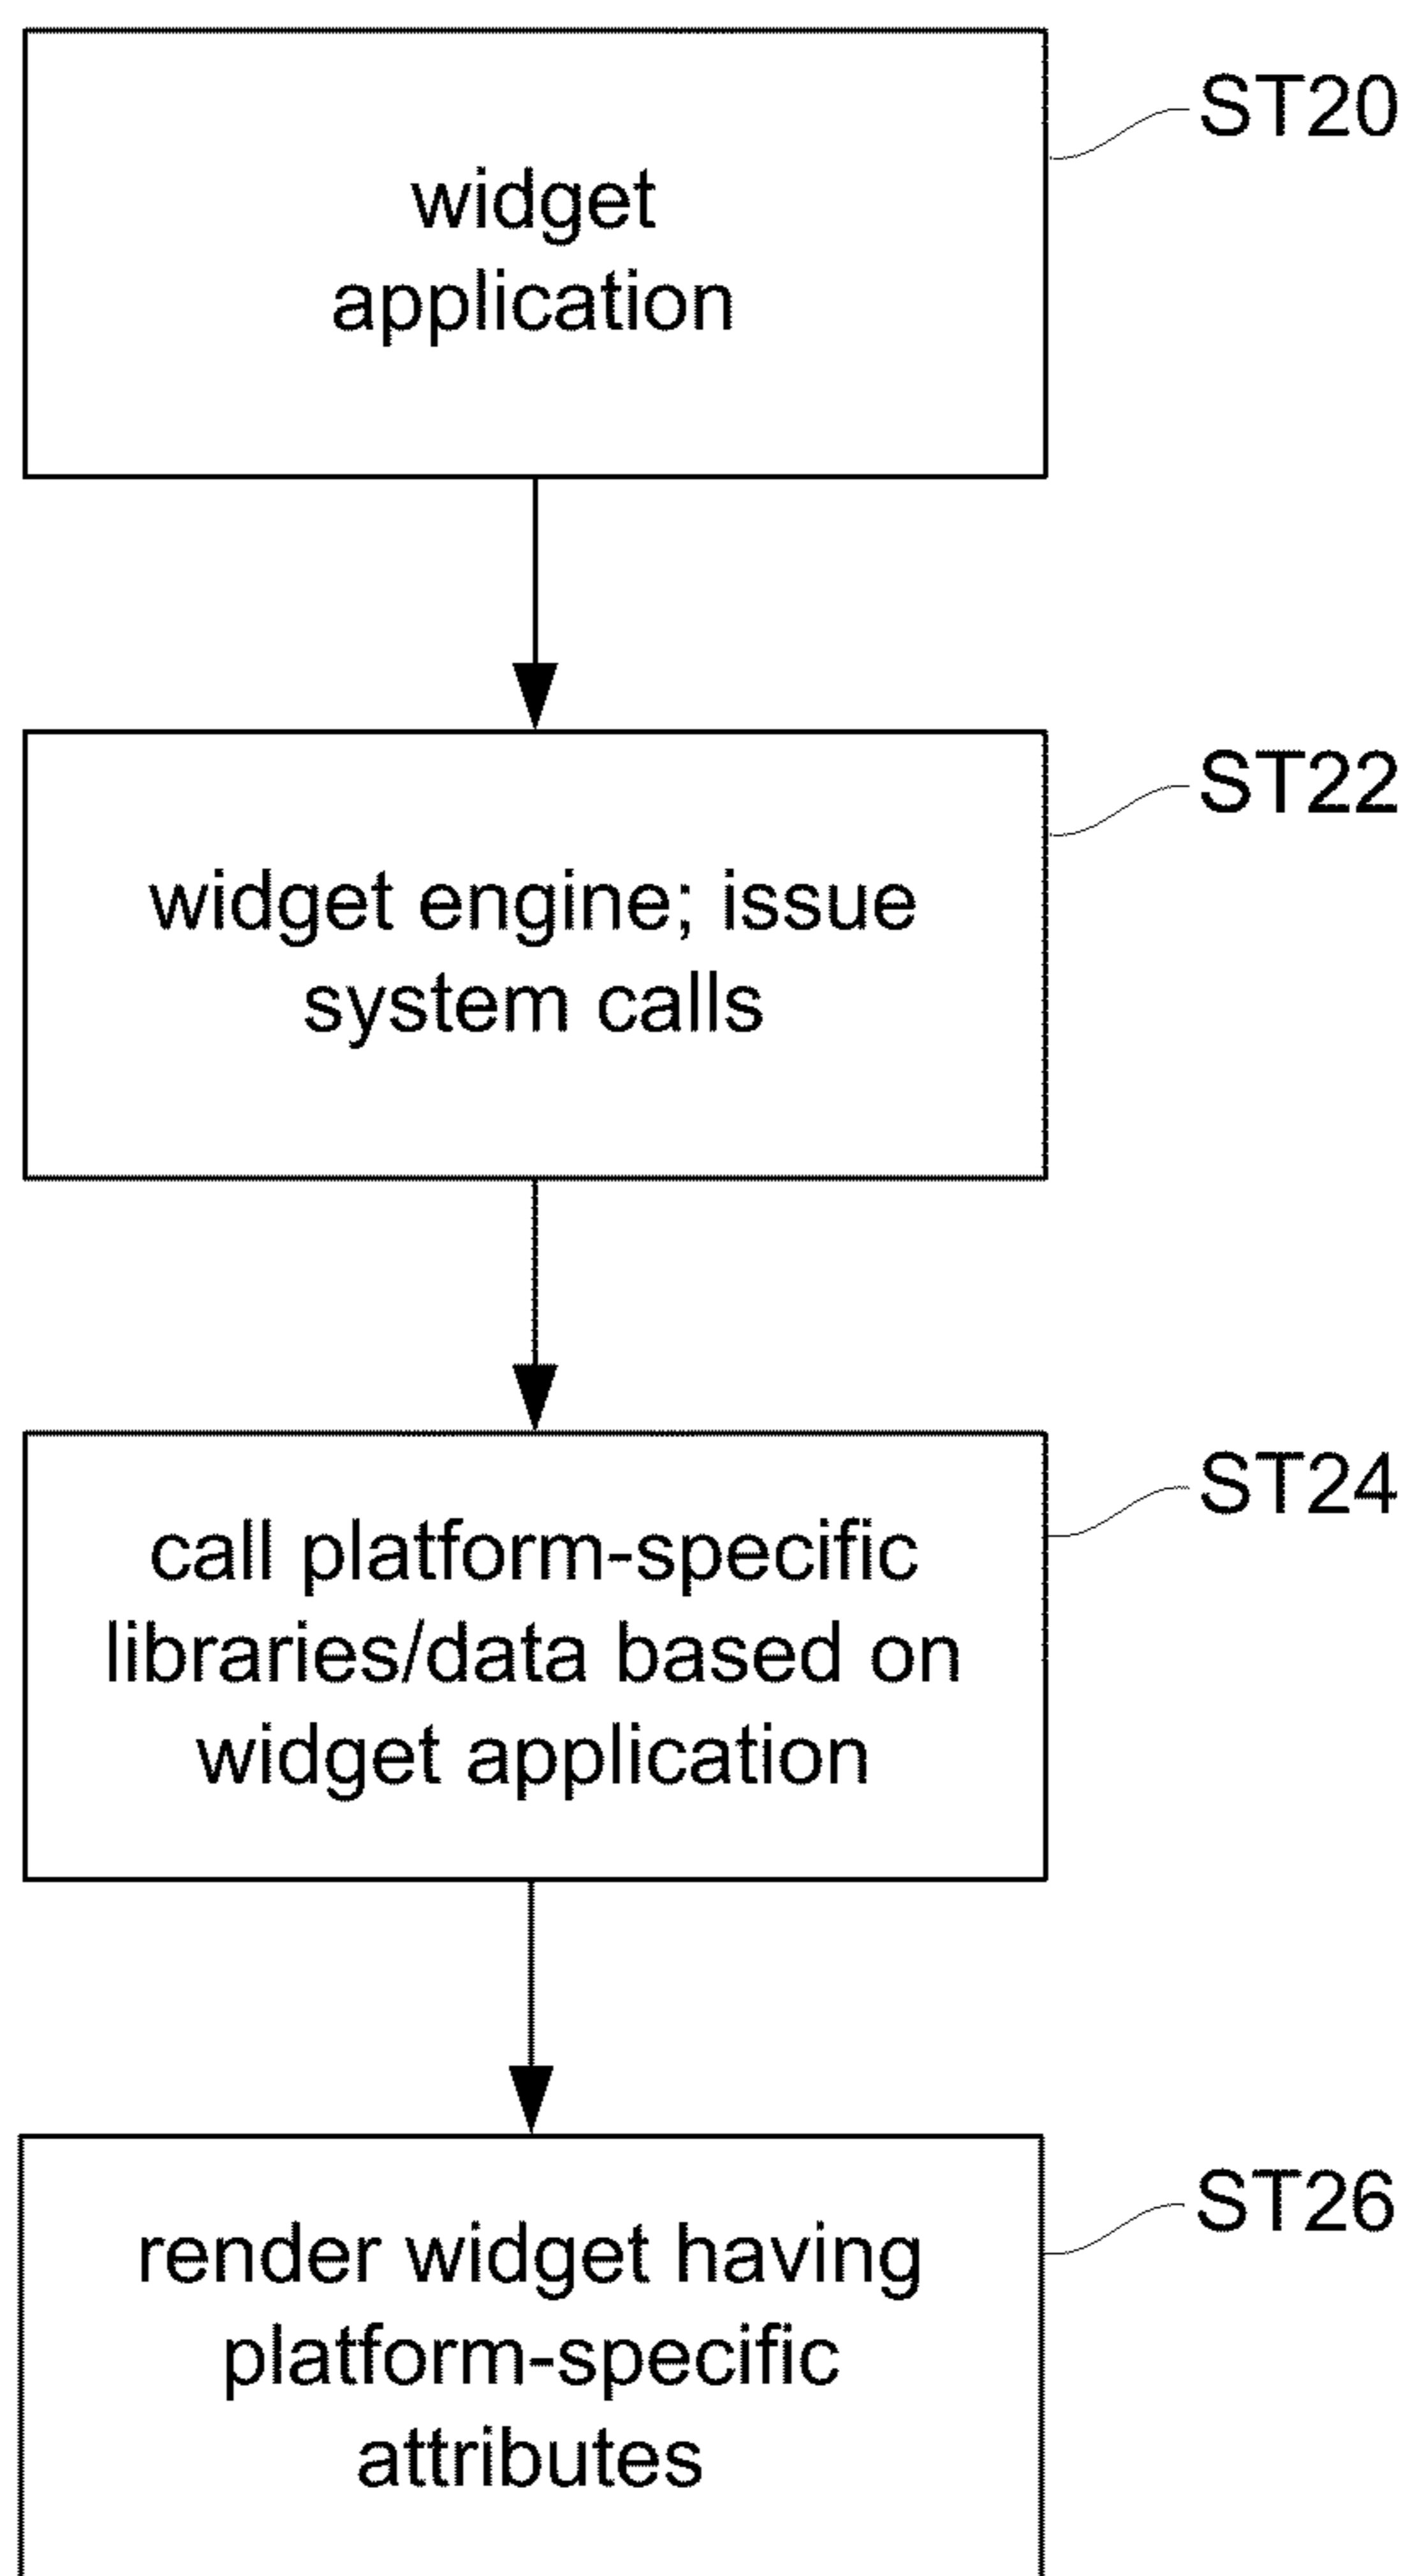 ST20
widget
application
ST22
widget engine; issue
system calls
ST24
call platform-specific
libraries/data based on
widget application
ST26
render widget having
platform-specific
attributes